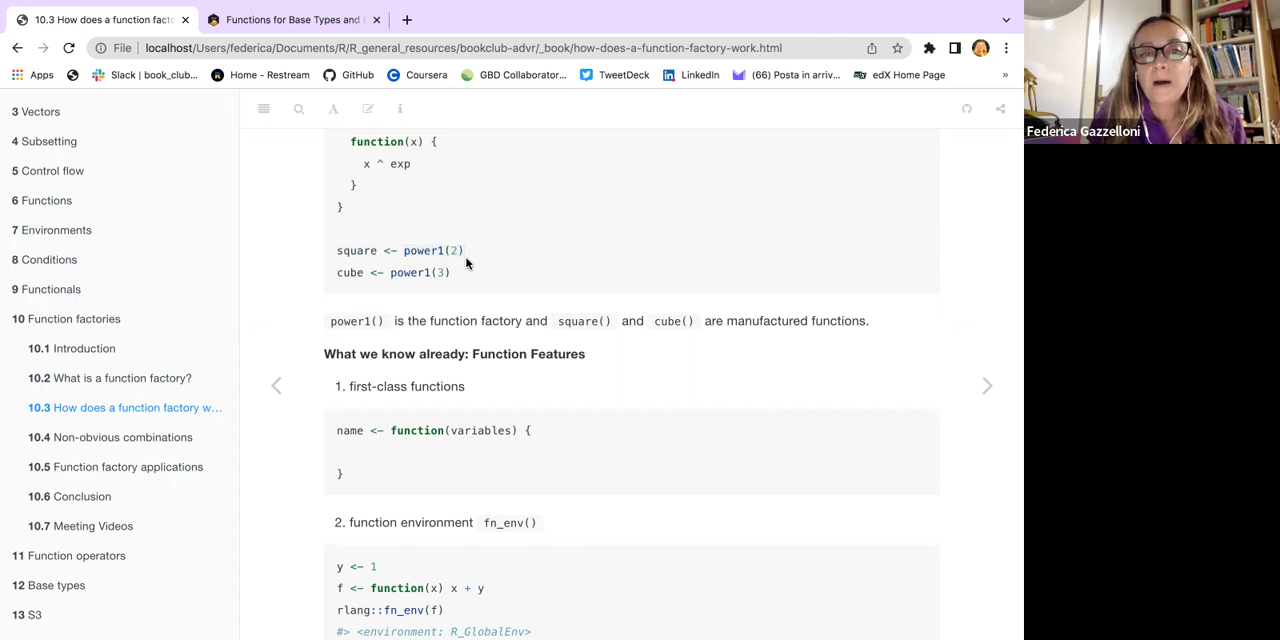 10.3 How does a function facto
Functions for Base Types and
File
localhost/Users/federica/Documents/R/R_general_resources/bookclub-advr/_book/how-does-a-function-factory-work.html
Apps
Slack | book_club...
Home - Restream
GitHub
Coursera
GBD Collaborator...
TweetDeck
LinkedIn
(66) Posta in arriv...
edX Home Page
»
3 Vectors
4 Subsetting
5 Control flow
6 Functions
7 Environments
8 Conditions
9 Functionals
10 Function factories
10.1 Introduction
10.2 What is a function factory?
10.3 How does a function factory w...
10.4 Non-obvious combinations
10.5 Function factory applications
10.6 Conclusion
10.7 Meeting Videos
11 Function operators
12 Base types
13 S3
function(x) {
x ^ exp
}
}
square <- power1(2)
cube <- power1(3)
power1() is the function factory and square() and cube() are manufactured functions.
What we know already: Function Features
1. first-class functions
name <- function(variables) {
}
2. function environment fn_env()
y <- 1
f <- function(x) x + y
rlang::fn_env(f)
#> <environment: R_GlobalEnv>
Federica Gazzelloni